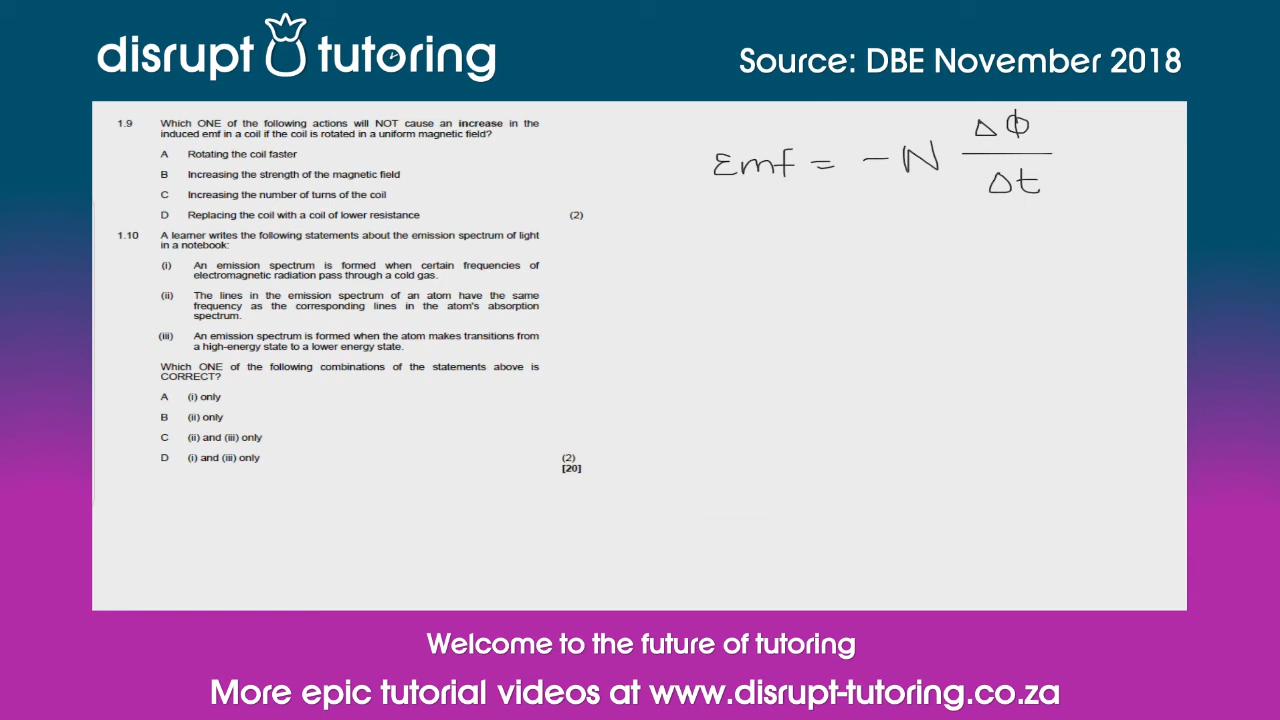 disrupt tutoring
Source: DBE November 2018
1.9 Which ONE of the following actions will NOT cause an increase in the
induced emf in a coil if the coil is rotated in a uniform magnetic field?
A Rotating the coil faster
B Increasing the strength of the magnetic field
C Increasing the number of turns of the coil
D Replacing the coil with a coil of lower resistance (2)
1.10 A learner writes the following statements about the emission spectrum of light
in a notebook:
(i) An emission spectrum is formed when certain frequencies of
electromagnetic radiation pass through a cold gas.
(ii) The lines in the emission spectrum of an atom have the same
frequency as the corresponding lines in the atom's absorption
spectrum.
(iii) An emission spectrum is formed when the atom makes transitions from
a high-energy state to a lower energy state.
Which ONE of the following combinations of the statements above is
CORRECT?
A (i) only
B (ii) only
C (ii) and (iii) only
D (i) and (iii) only (2)
[20]
εmf = -N ΔΦ
Δt
Welcome to the future of tutoring
More epic tutorial videos at www.disrupt-tutoring.co.za